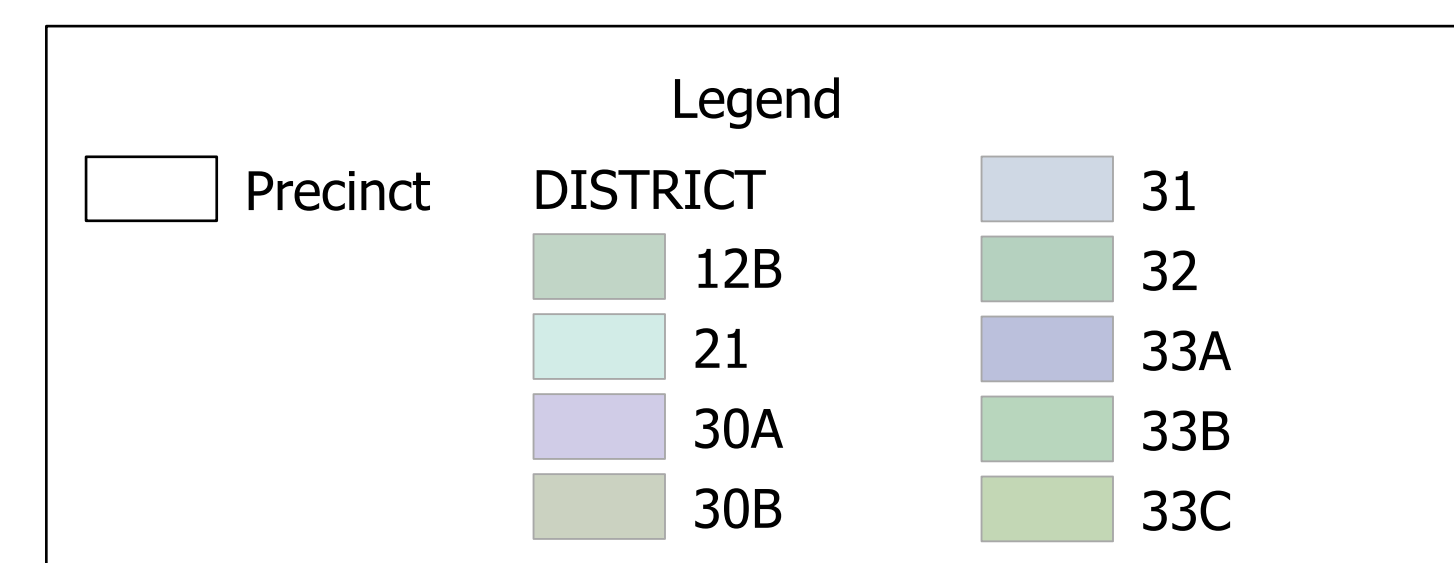 Legend
Precinct
DISTRICT
12B
21
30A
30B
31
32
33A
33B
33C